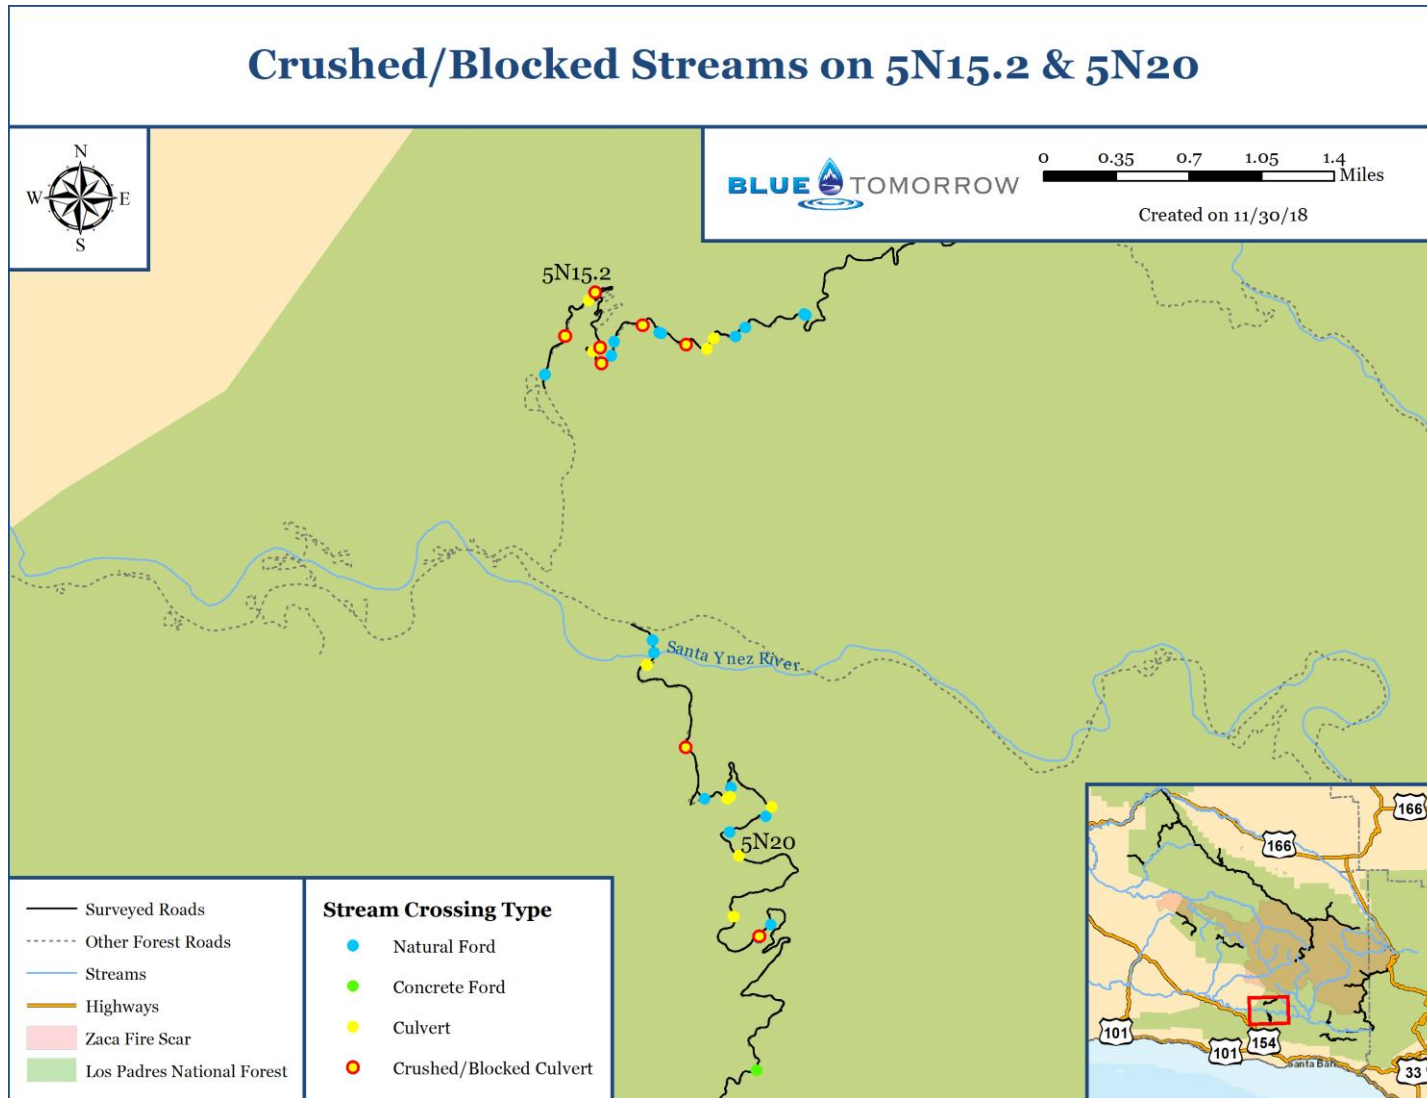 Crushed/Blocked Streams on 5N15.2 & 5N20
N
W E
S
BLUE TOMORROW
0 0.35 0.7 1.05 1.4
Miles
Created on 11/30/18
5N15.2
Santa Ynez River
5N20
Surveyed Roads
Other Forest Roads
Streams
Highways
Zaca Fire Scar
Los Padres National Forest
Stream Crossing Type
Natural Ford
Concrete Ford
Culvert
Crushed/Blocked Culvert
166
166
101
101
154
33
Santa